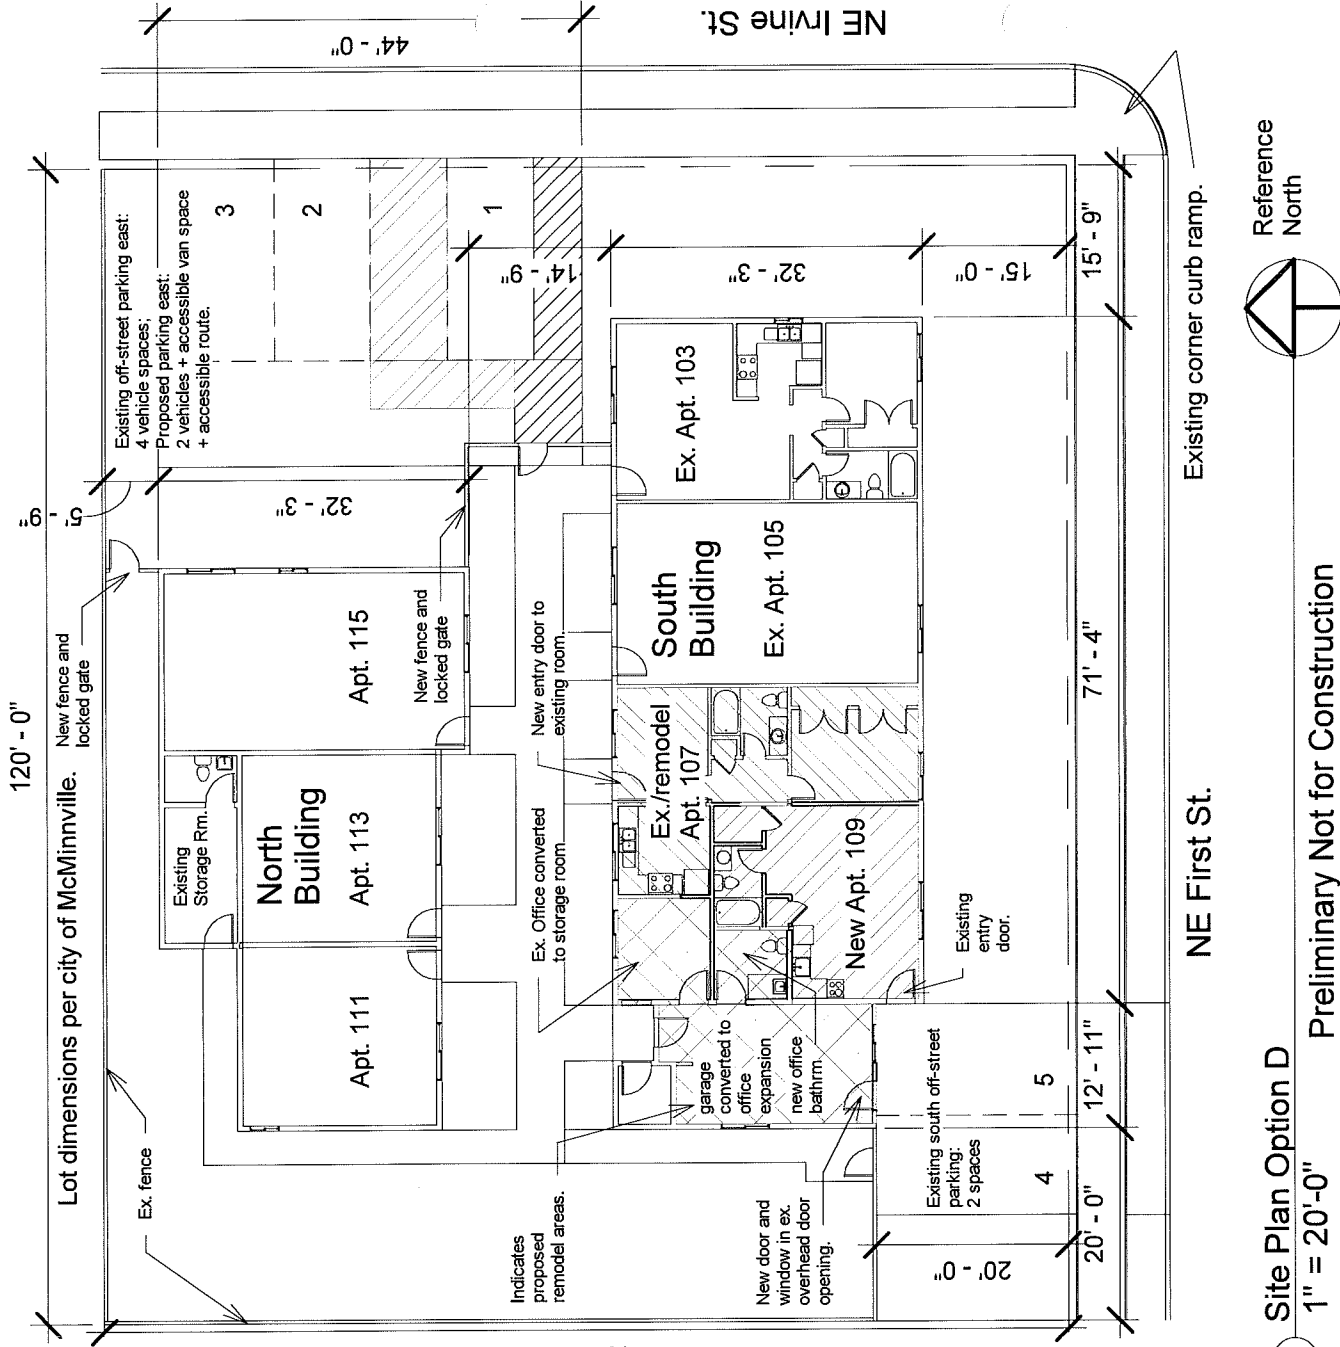 NE Irvine St.
44' - 0"
120' - 0"
Lot dimensions per city of McMinnville.
5' - 9"
New fence and
locked gate
Existing off-street parking east:
4 vehicle spaces;
Proposed parking east:
2 vehicles + accessible van space
+ accessible route.
3
2
1
32' - 3"
14' - 9"
32' - 3"
15' - 0"
15' - 9"
Ex. fence
Existing
Storage Rm.
North
Building
Apt. 111
Apt. 113
Apt. 115
New fence and
locked gate
Ex. Office converted
to storage room
New entry door to
existing room.
South
Building
Ex. Apt. 103
Ex. Apt. 105
Ex./remodel
Apt. 107
New Apt. 109
Existing
entry
door.
garage
converted to
office
expansion
new office
bathrm
Indicates
proposed
remodel areas.
New door and
window in ex.
overhead door
opening.
Existing south off-street
parking:
2 spaces
4
5
20' - 0"
20' - 0"
12' - 11"
71' - 4"
NE First St.
Existing corner curb ramp.
Reference
North
Site Plan Option D
1" = 20'-0"
Preliminary Not for Construction